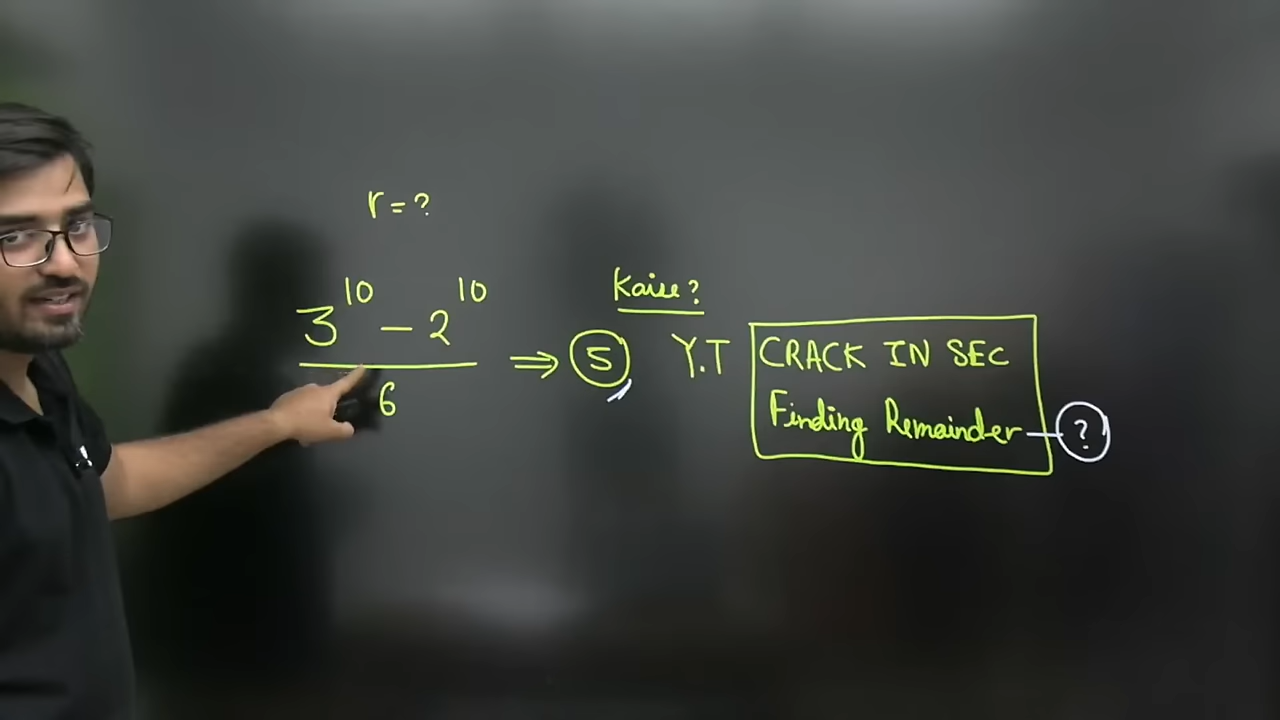 r = ?
3^10 - 2^10
6
⇒ 5
Kaise?
Y.T
CRACK IN SEC
Finding Remainder - ?